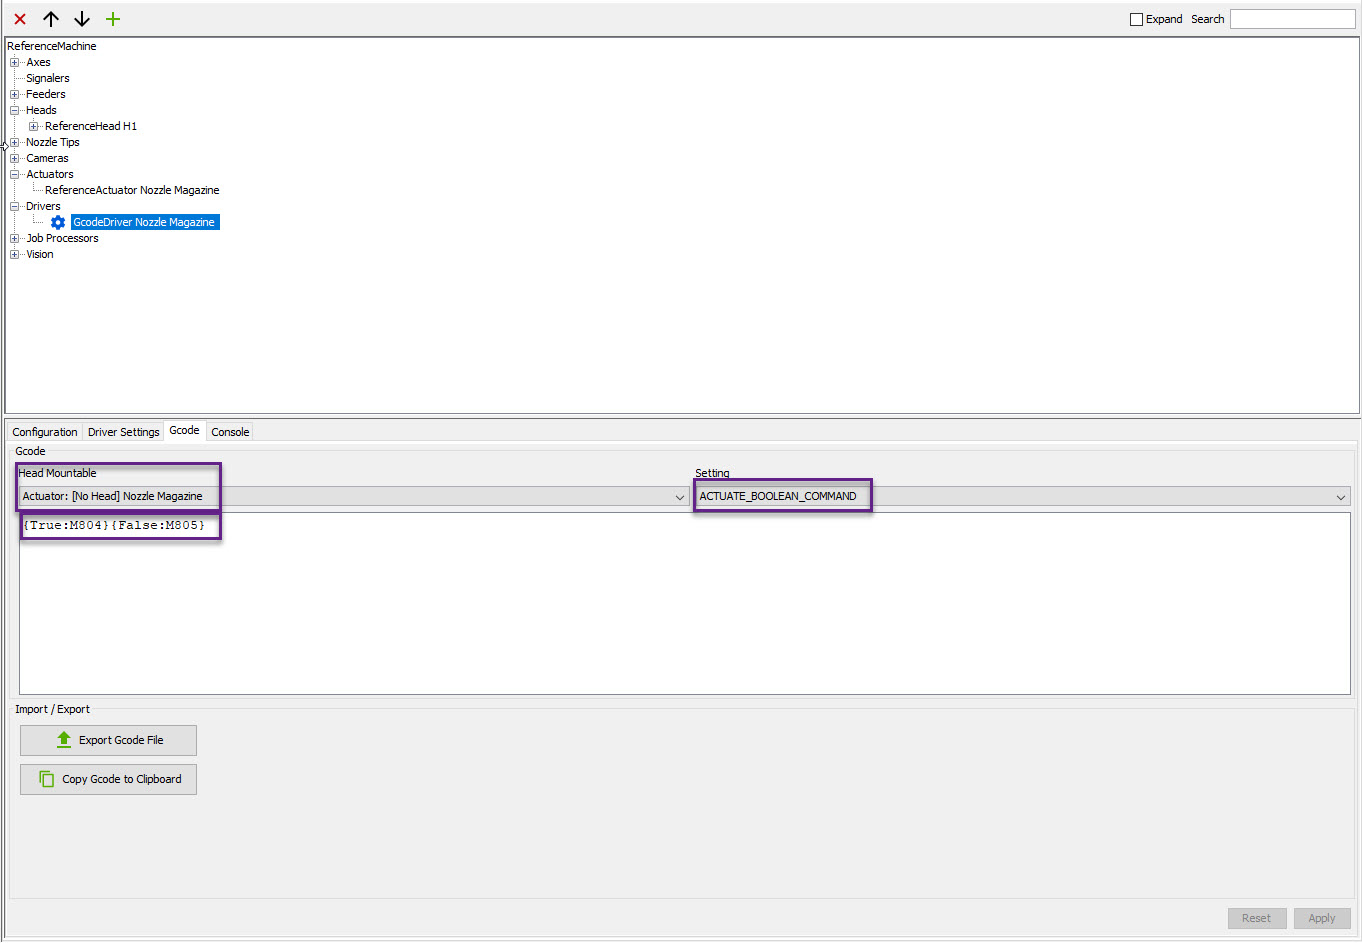 Expand Search
ReferenceMachine
Axes
Signalers
Feeders
Heads
ReferenceHead H1
Nozzle Tips
Cameras
Actuators
ReferenceActuator Nozzle Magazine
Drivers
GcodeDriver Nozzle Magazine
Job Processors
Vision
Configuration Driver Settings Gcode Console
Gcode
Head Mountable Setting
Actuator: [No Head] Nozzle Magazine ACTUATE_BOOLEAN_COMMAND
{True:M804}{False:M805}
Import / Export
Export Gcode File
Copy Gcode to Clipboard
Reset Apply